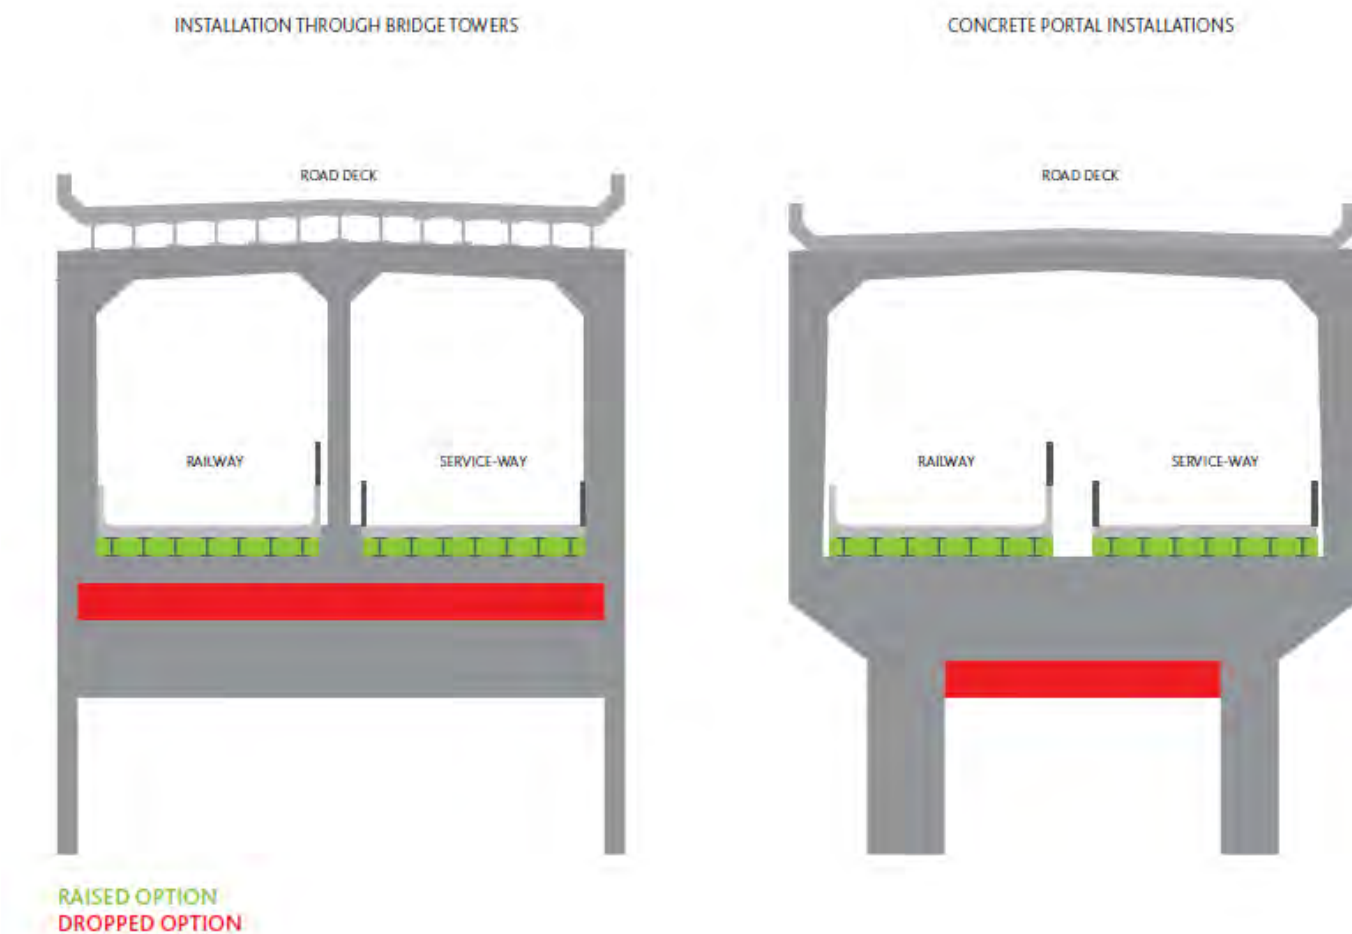 INSTALLATION THROUGH BRIDGE TOWERS
CONCRETE PORTAL INSTALLATIONS
ROAD DECK
ROAD DECK
RAILWAY
SERVICE-WAY
RAILWAY
SERVICE-WAY
RAISED OPTION
DROPPED OPTION